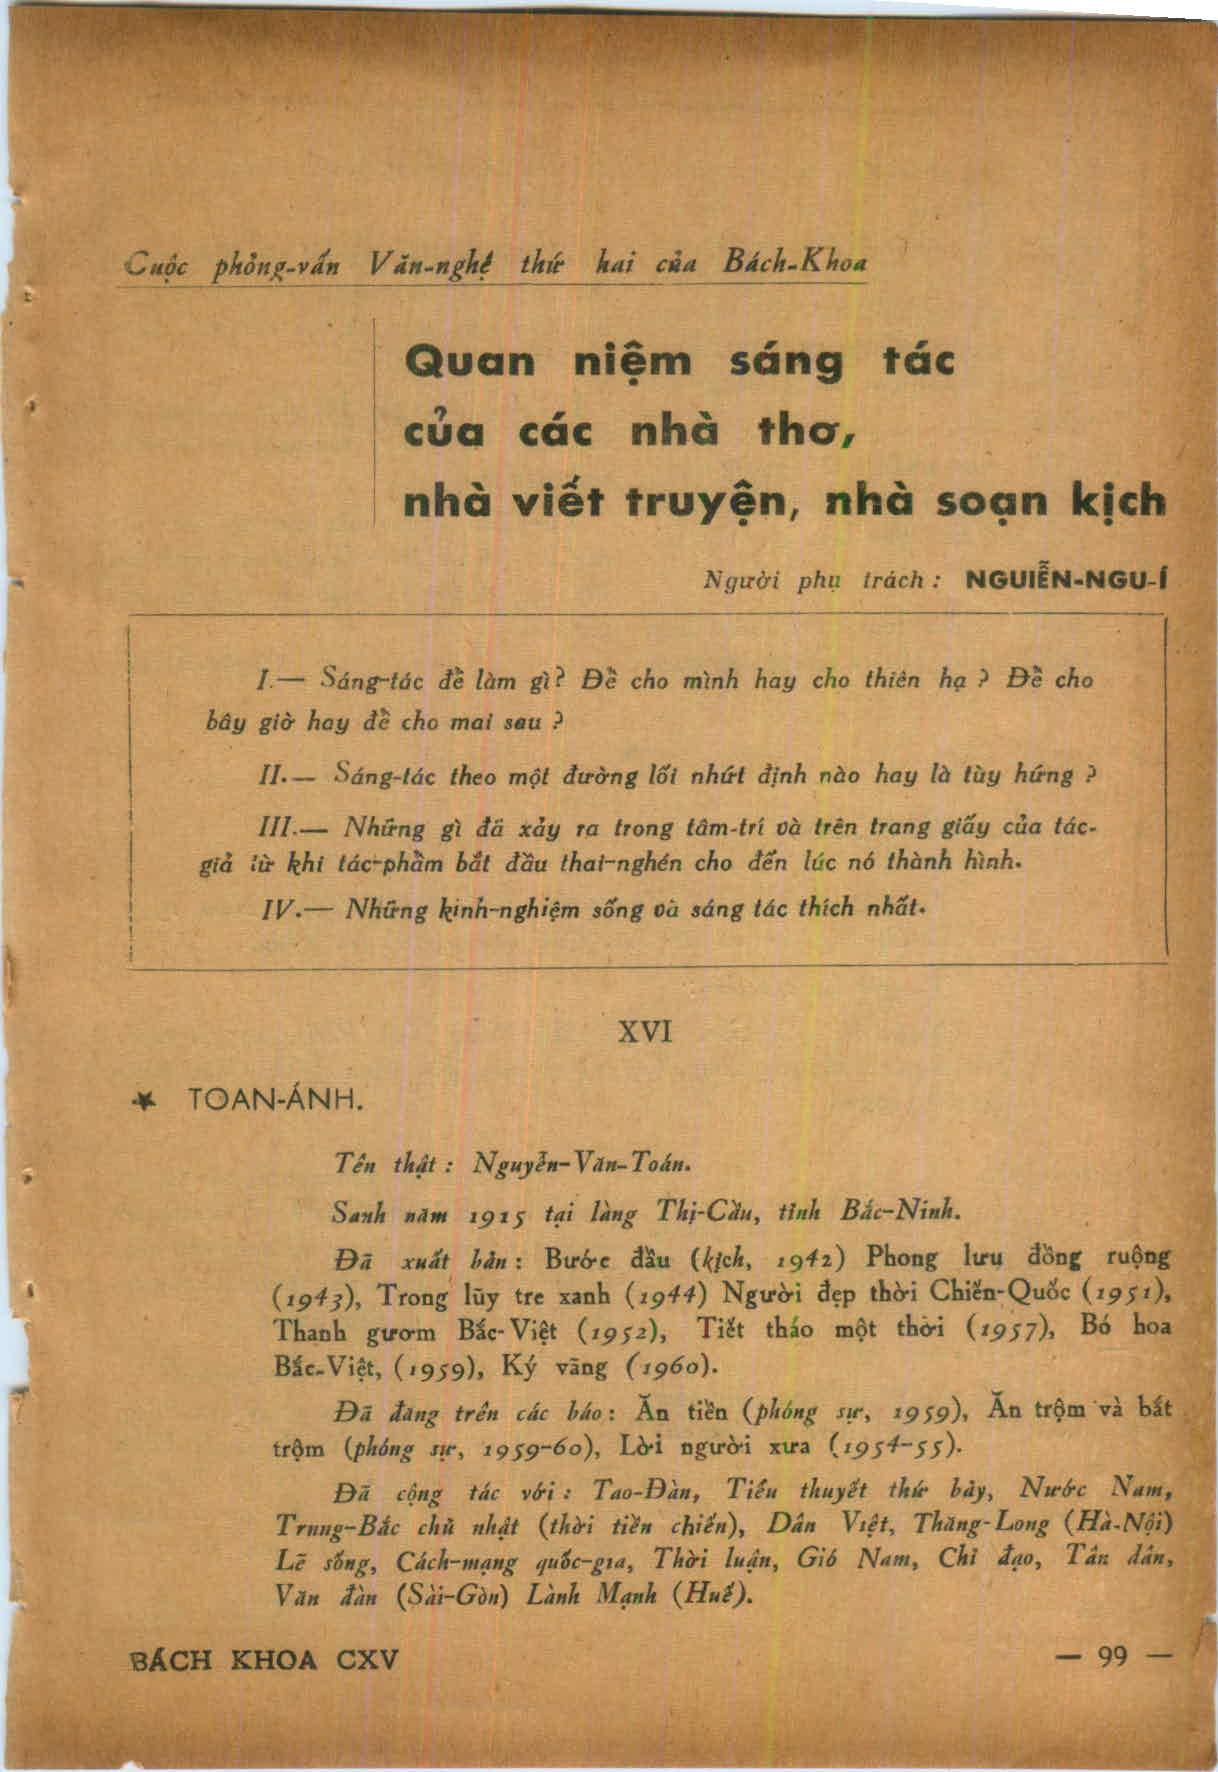 Cuộc phỏng-vấn Văn-nghệ thứ hai của Bách-Khoa
Quan niệm sáng tác
của các nhà thơ,
nhà viết truyện, nhà soạn kịch
Người phụ trách : NGUIỄN-NGU-Í
I.— Sáng-tác để làm gì? Để cho mình hay cho thiên hạ ? Để cho
bây giờ hay để cho mai sau ?
II.— Sáng-tác theo một đường lối nhứt định nào hay là tùy hứng ?
III.— Những gì đã xảy ra trong tâm-trí và trên trang giấy của tác-
giả từ khi tác-phẩm bắt đầu thai-nghén cho đến lúc nó thành hình.
IV.— Những kinh-nghiệm sống và sáng tác thích nhất.
XVI
★ TOAN-ÁNH.
Tên thật : Nguyễn-Văn-Toán.
Sanh năm 1915 tại làng Thị-Cầu, tỉnh Bắc-Ninh.
Đã xuất bản : Bước đầu (kịch, 1942) Phong lưu đồng ruộng
(1943), Trong lũy tre xanh (1944) Người đẹp thời Chiến-Quốc (1951),
Thanh gươm Bắc-Việt (1952), Tiết tháo một thời (1957), Bó hoa
Bắc-Việt, (1959), Ký vãng (1960).
Đã đăng trên các báo : Ăn tiền (phóng sự, 1959), Ăn trộm và bắt
trộm (phóng sự, 1959-60), Lời người xưa (1954-55).
Đã cộng tác với : Tao-Đàn, Tiểu thuyết thứ bảy, Nước Nam,
Trung-Bắc chủ nhật (thời tiền chiến), Dân Việt, Thăng-Long (Hà-Nội)
Lẽ sống, Cách-mạng quốc-gia, Thời luận, Gió Nam, Chỉ đạo, Tân dân,
Văn đàn (Sài-Gòn) Lành Mạnh (Huế).
BÁCH KHOA CXV
— 99 —